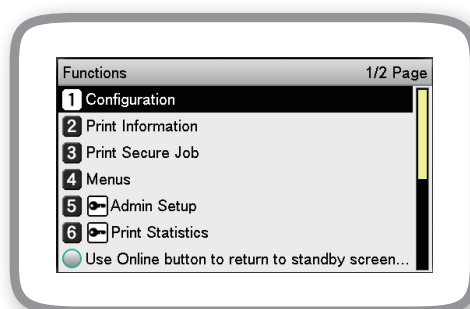 Functions 1/2 Page
1 Configuration
2 Print Information
3 Print Secure Job
4 Menus
5 Admin Setup
6 Print Statistics
Use Online button to return to standby screen...